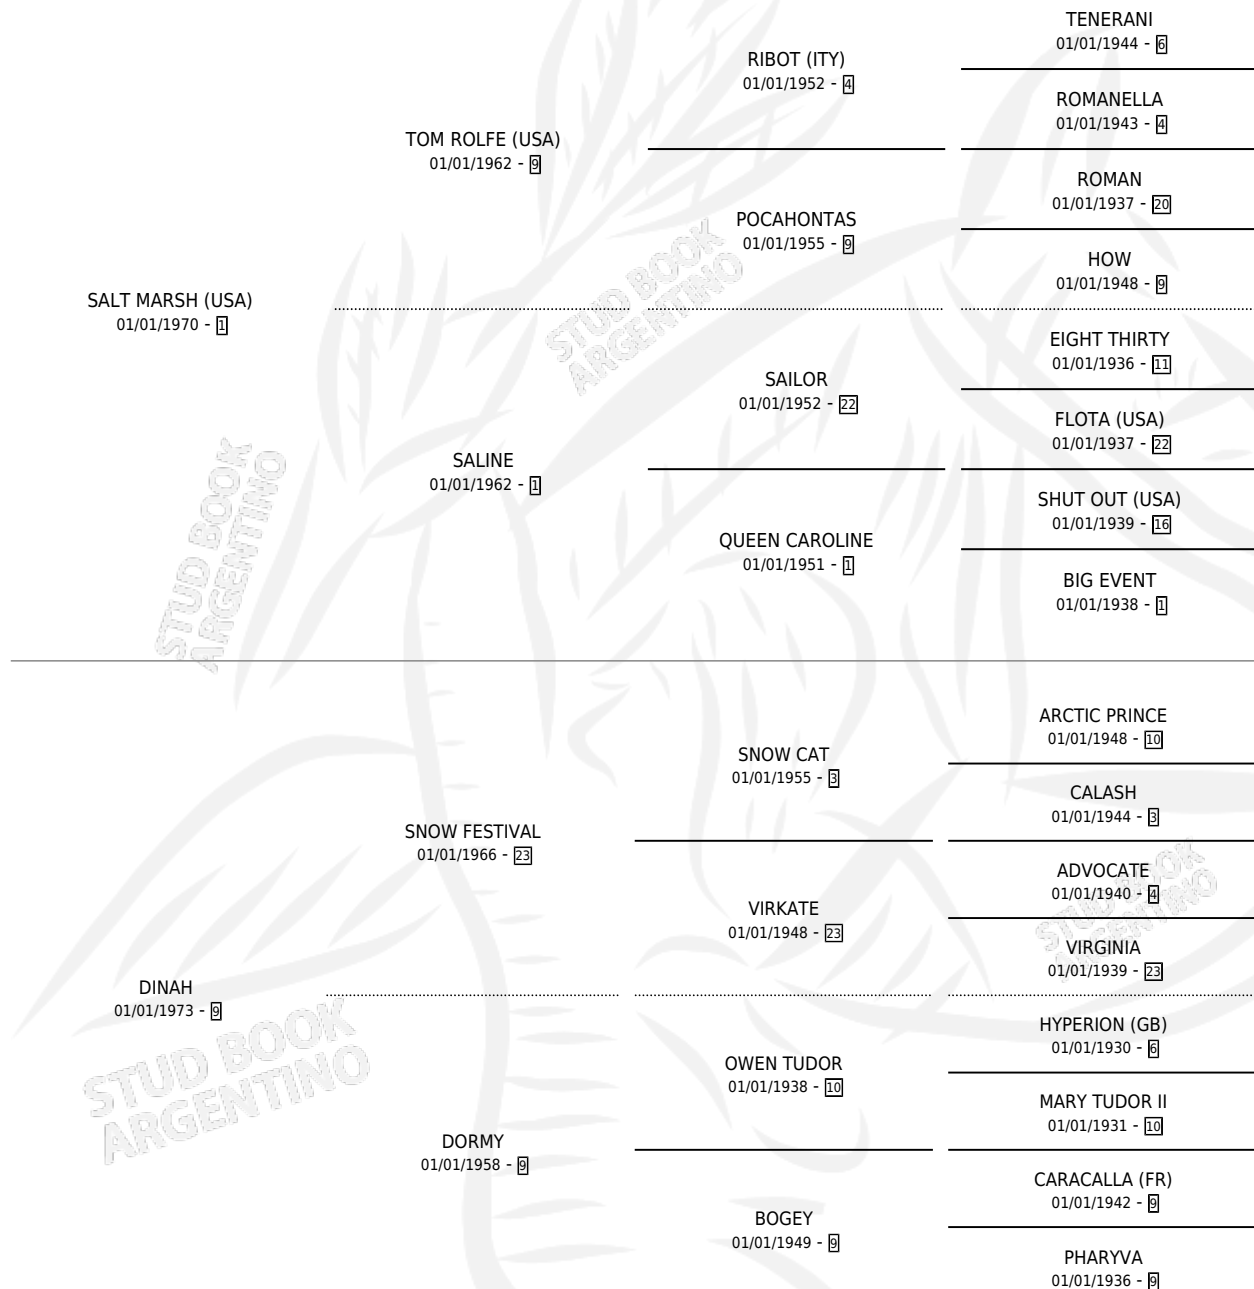 TENERANI
01/01/1944 - 6
RIBOT (ITY)
01/01/1952 - 4
ROMANELLA
01/01/1943 - 4
TOM ROLFE (USA)
01/01/1962 - 9
ROMAN
01/01/1937 - 20
POCAHONTAS
01/01/1955 - 9
HOW
01/01/1948 - 9
SALT MARSH (USA)
01/01/1970 - 1
EIGHT THIRTY
01/01/1936 - 11
SAILOR
01/01/1952 - 22
FLOTA (USA)
01/01/1937 - 22
SALINE
01/01/1962 - 1
SHUT OUT (USA)
01/01/1939 - 16
QUEEN CAROLINE
01/01/1951 - 1
BIG EVENT
01/01/1938 - 1
ARCTIC PRINCE
01/01/1948 - 10
SNOW CAT
01/01/1955 - 3
CALASH
01/01/1944 - 3
SNOW FESTIVAL
01/01/1966 - 23
ADVOCATE
01/01/1940 - 4
VIRKATE
01/01/1948 - 23
VIRGINIA
01/01/1939 - 23
DINAH
01/01/1973 - 9
HYPERION (GB)
01/01/1930 - 6
OWEN TUDOR
01/01/1938 - 10
MARY TUDOR II
01/01/1931 - 10
DORMY
01/01/1958 - 9
CARACALLA (FR)
01/01/1942 - 9
BOGEY
01/01/1949 - 9
PHARYVA
01/01/1936 - 9
STUD BOOK
ARGENTINO
STUD BOOK
ARGENTINO
STUD BOOK
ARGENTINO
STUD BOOK
ARGENTINO